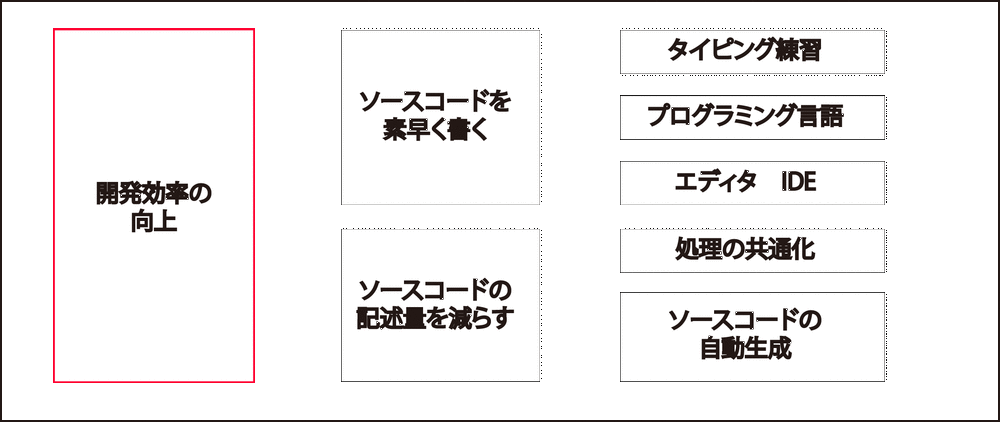 開発効率の
向上
ソースコードを
素早く書く
ソースコードの
記述量を減らす
タイピング練習
プログラミング言語
エディタ　IDE
処理の共通化
ソースコードの
自動生成